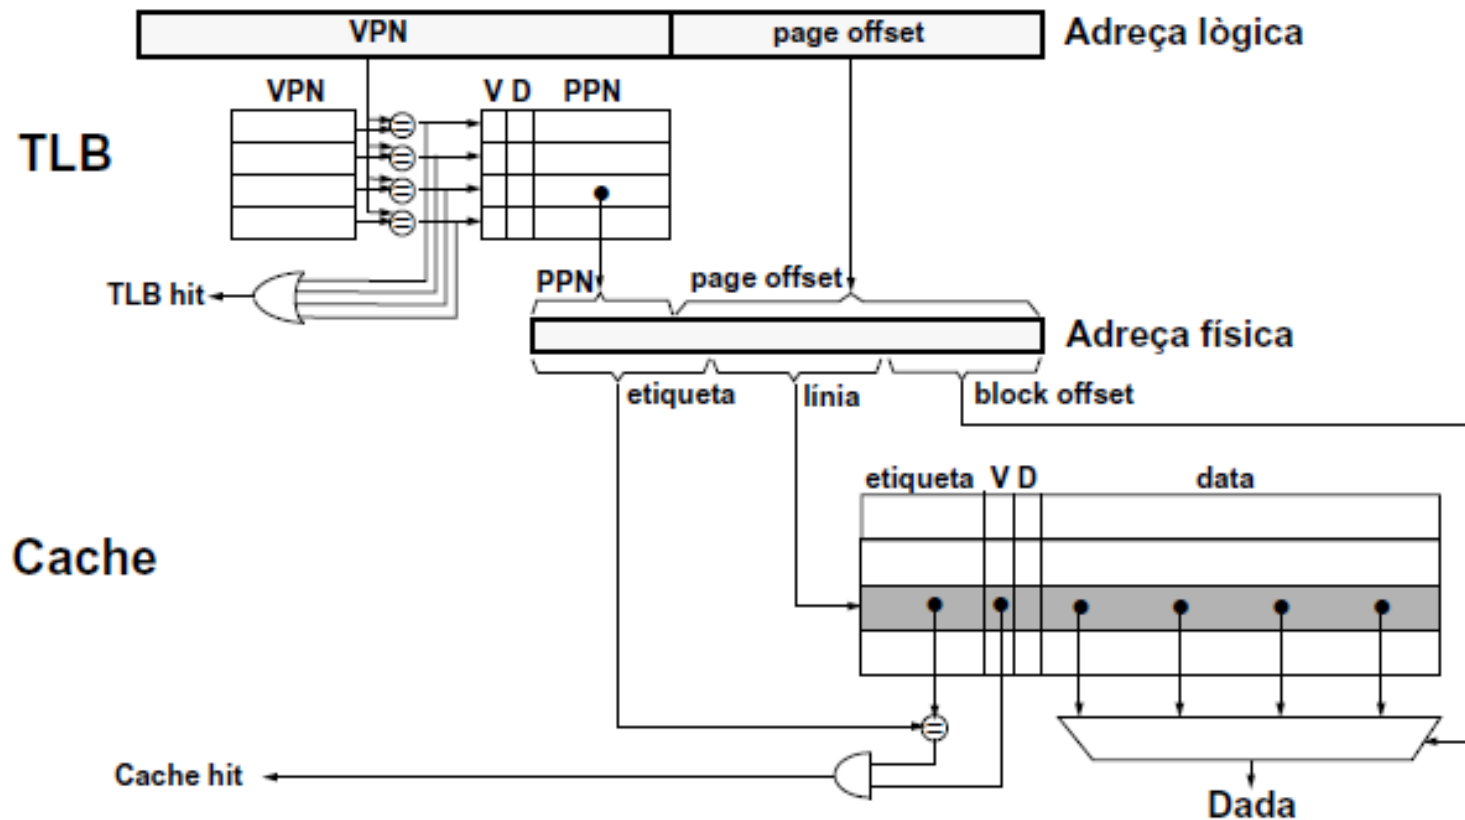 VPN page offset Adreça lògica
VPN V D PPN
TLB
= 
=
=
=
TLB hit
PPN page offset
Adreça física
etiqueta línia block offset
etiqueta V D data
Cache
=
Cache hit
Dada